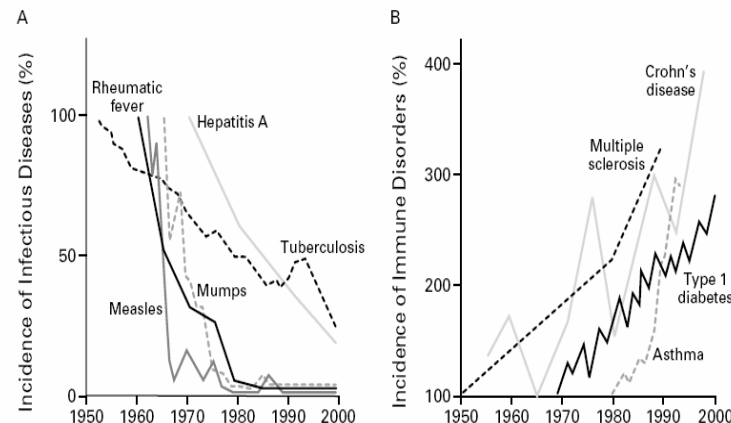 A
Incidence of Infectious Diseases (%)
100
50
0
Rheumatic
fever
Hepatitis A
Tuberculosis
Mumps
Measles
1950 1960 1970 1980 1990 2000
B
Incidence of Immune Disorders (%)
400
300
200
100
Crohn's
disease
Multiple
sclerosis
Type 1
diabetes
Asthma
1950 1960 1970 1980 1990 2000